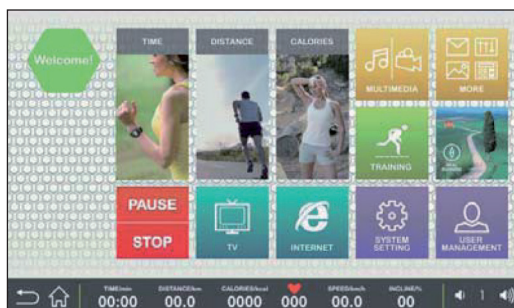 Welcome!
TIME
DISTANCE
CALORIES
MULTIMEDIA
MORE
TRAINING
PAUSE
STOP
TV
INTERNET
SYSTEM
SETTING
USER
MANAGEMENT
TIME/min DISTANCE/km CALORIES/kcal SPEED/km/h INCLINE/%
00:00 00.0 0000 000 00.0 00 1